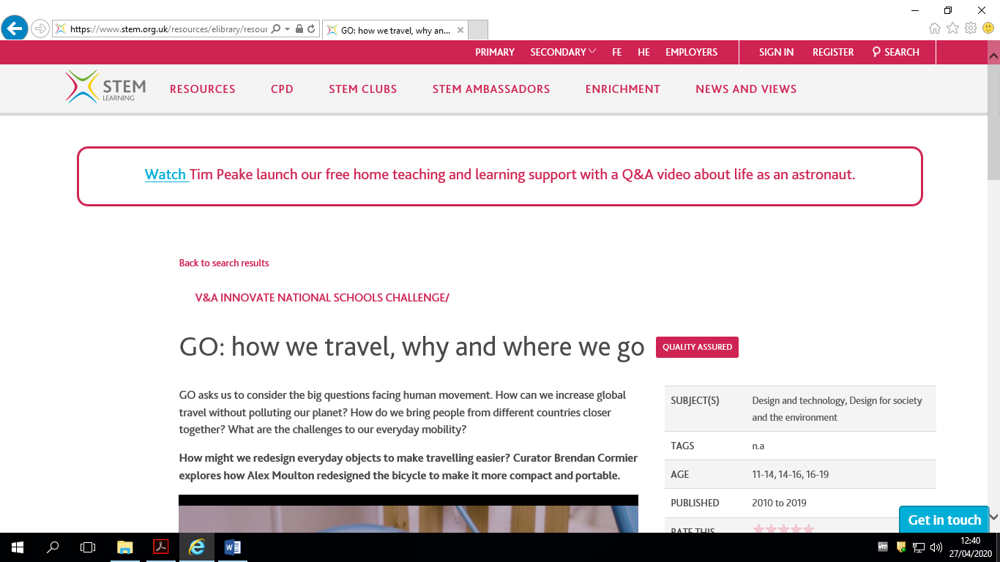 https://www.stem.org.uk/resources/elibrary/resour
GO: how we travel, why an...
PRIMARY SECONDARY FE HE EMPLOYERS SIGN IN REGISTER SEARCH
STEM
LEARNING
RESOURCES CPD STEM CLUBS STEM AMBASSADORS ENRICHMENT NEWS AND VIEWS
Watch Tim Peake launch our free home teaching and learning support with a Q&A video about life as an astronaut.
Back to search results
V&A INNOVATE NATIONAL SCHOOLS CHALLENGE/
GO: how we travel, why and where we go QUALITY ASSURED
GO asks us to consider the big questions facing human movement. How can we increase global
travel without polluting our planet? How do we bring people from different countries closer
together? What are the challenges to our everyday mobility?
How might we redesign everyday objects to make travelling easier? Curator Brendan Cormier
explores how Alex Moulton redesigned the bicycle to make it more compact and portable.
SUBJECT(S) Design and technology, Design for society
and the environment
TAGS n.a
AGE 11-14, 14-16, 16-19
PUBLISHED 2010 to 2019
RATE THIS
Get in touch
vm
12:40
27/04/2020